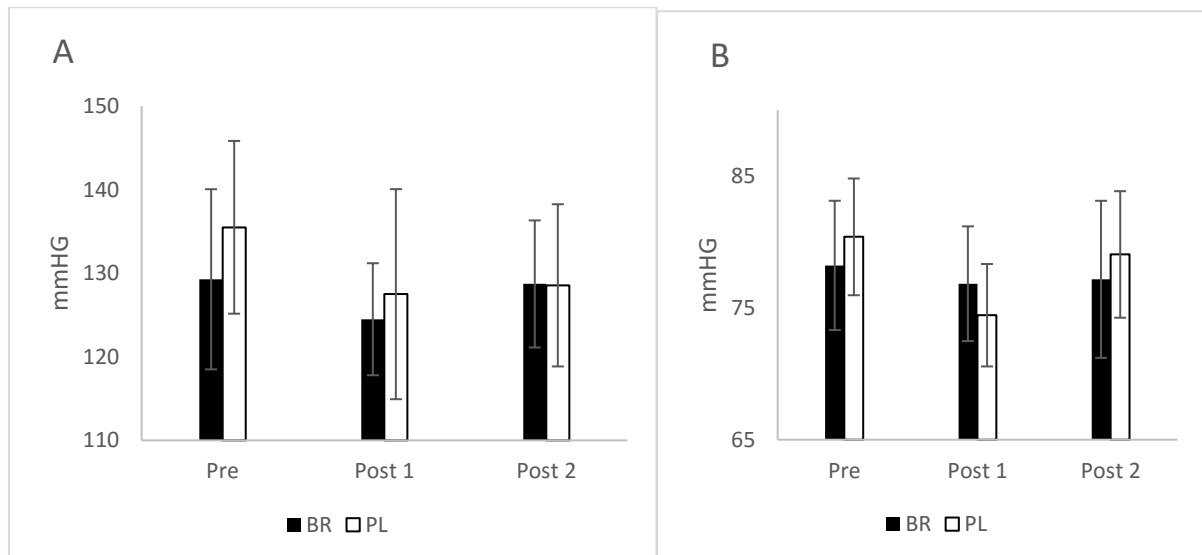 A
150
140
130
120
110
mmHG
Pre Post 1 Post 2
BR PL
B
85
75
65
mmHG
Pre Post 1 Post 2
BR PL